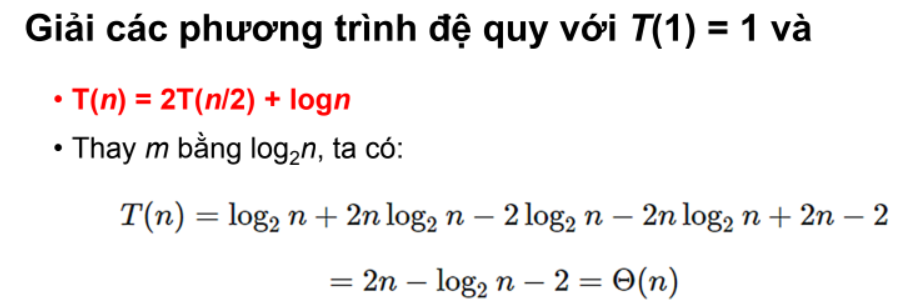 Giải các phương trình đệ quy với T(1) = 1 và
• T(n) = 2T(n/2) + logn
• Thay m bằng log₂n, ta có:
T(n) = log₂ n + 2n log₂ n − 2 log₂ n − 2n log₂ n + 2n − 2
= 2n − log₂ n − 2 = Θ(n)